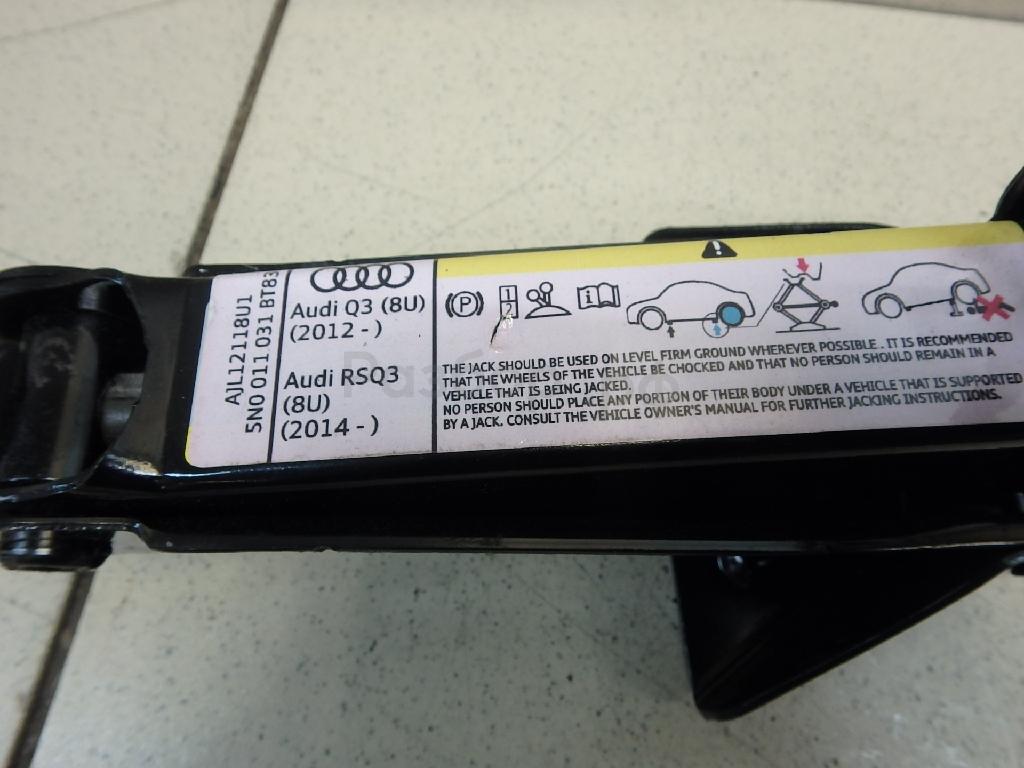 AJL12118U1
5N0 011 031 BT83
Audi Q3 (8U)
(2012 - )
Audi RSQ3
(8U)
(2014 - )
P
1
2
THE JACK SHOULD BE USED ON LEVEL FIRM GROUND WHEREVER POSSIBLE . IT IS RECOMMENDED
THAT THE WHEELS OF THE VEHICLE BE CHOCKED AND THAT NO PERSON SHOULD REMAIN IN A
VEHICLE THAT IS BEING JACKED.
NO PERSON SHOULD PLACE ANY PORTION OF THEIR BODY UNDER A VEHICLE THAT IS SUPPORTED
BY A JACK. CONSULT THE VEHICLE OWNER'S MANUAL FOR FURTHER JACKING INSTRUCTIONS.